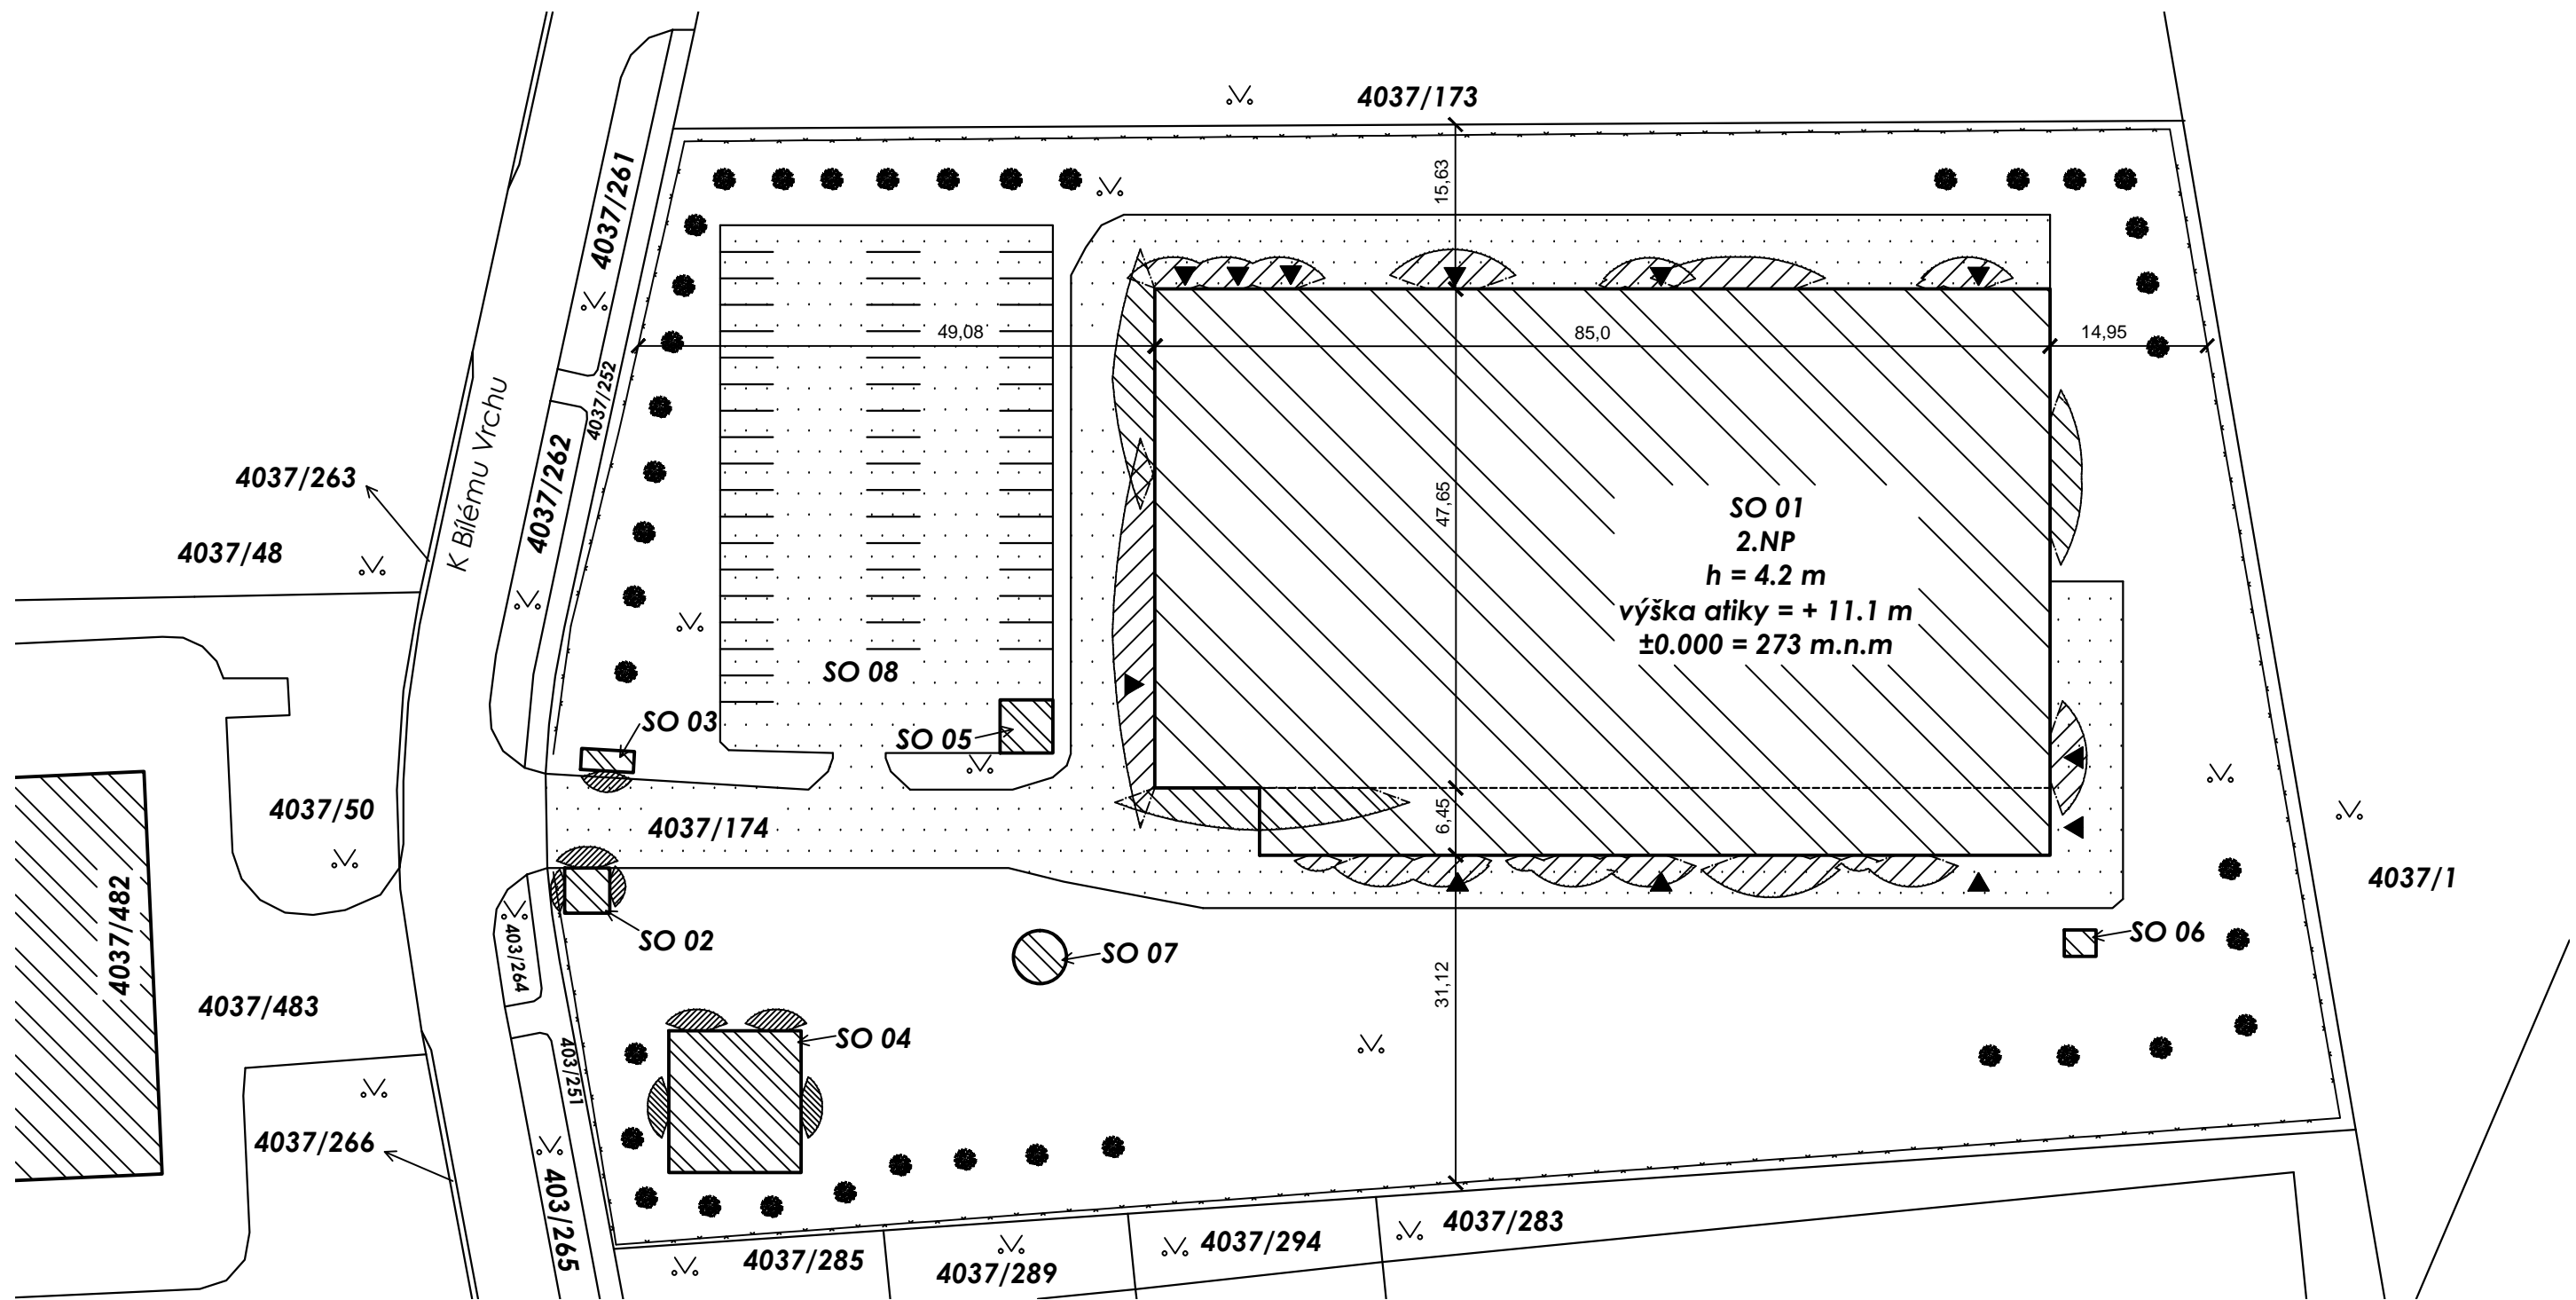 4037/173
4037/261
15,63
49,08
85,0
14,95
4037/252
K Bílému Vrchu
4037/262
4037/263
4037/48
47,65
SO 01
2.NP
h = 4.2 m
výška atiky = + 11.1 m
±0.000 = 273 m.n.m
SO 08
SO 03
SO 05
4037/50
4037/174
6,45
4037/482
4037/1
SO 02
SO 07
SO 06
403/264
31,12
4037/483
SO 04
403/251
4037/266
403/265
4037/285
4037/289
4037/294
4037/283